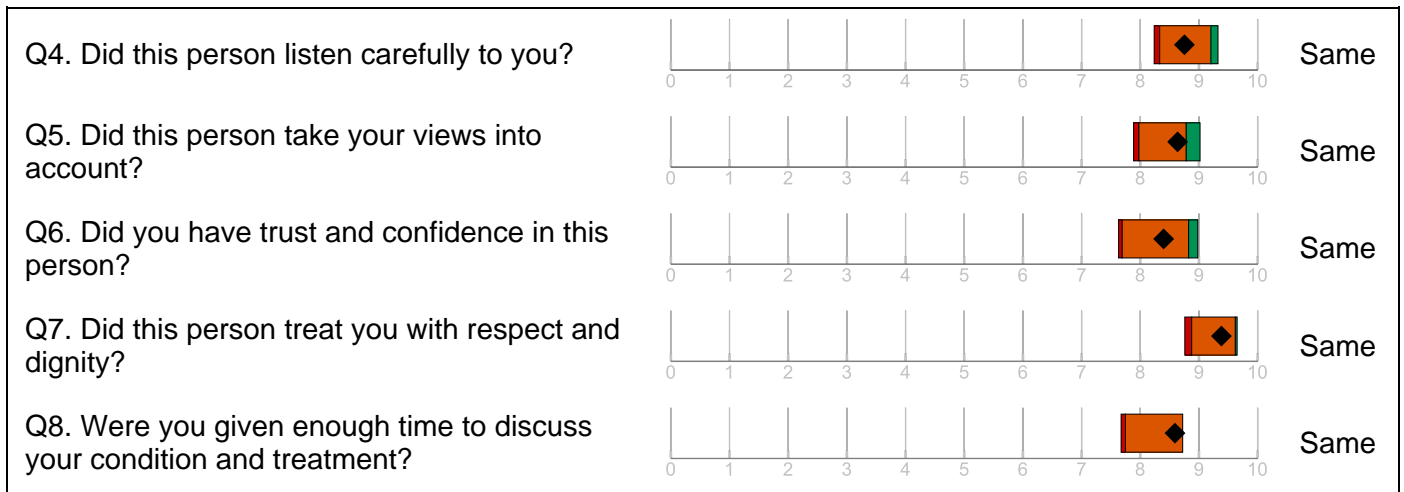 Q4. Did this person listen carefully to you?
Same
0 1 2 3 4 5 6 7 8 9 10
Q5. Did this person take your views into
account?
Same
0 1 2 3 4 5 6 7 8 9 10
Q6. Did you have trust and confidence in this
person?
Same
0 1 2 3 4 5 6 7 8 9 10
Q7. Did this person treat you with respect and
dignity?
Same
0 1 2 3 4 5 6 7 8 9 10
Q8. Were you given enough time to discuss
your condition and treatment?
Same
0 1 2 3 4 5 6 7 8 9 10